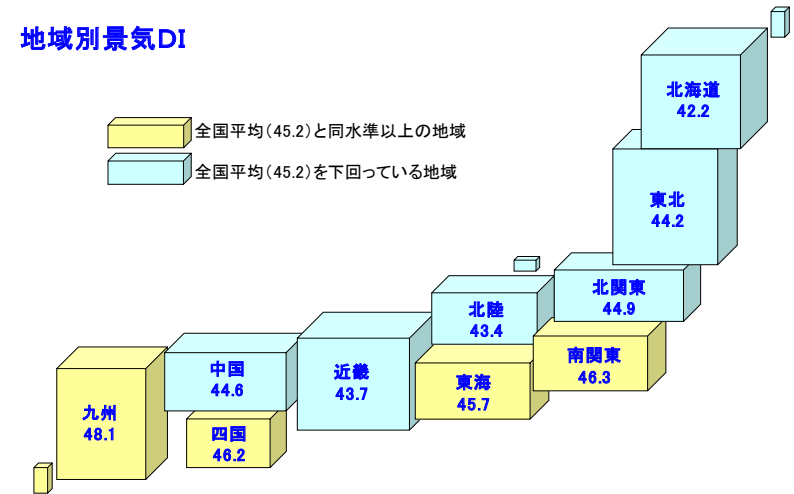 地域別景気DI
全国平均（45.2）と同水準以上の地域
全国平均（45.2）を下回っている地域
北海道
42.2
東北
44.2
北関東
44.9
北陸
43.4
南関東
46.3
東海
45.7
近畿
43.7
中国
44.6
四国
46.2
九州
48.1